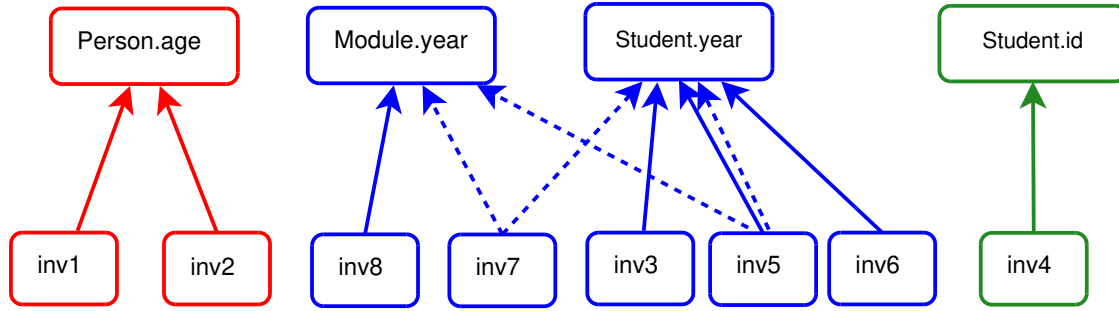 Person.age
Module.year
Student.year
Student.id
inv1
inv2
inv8
inv7
inv3
inv5
inv6
inv4